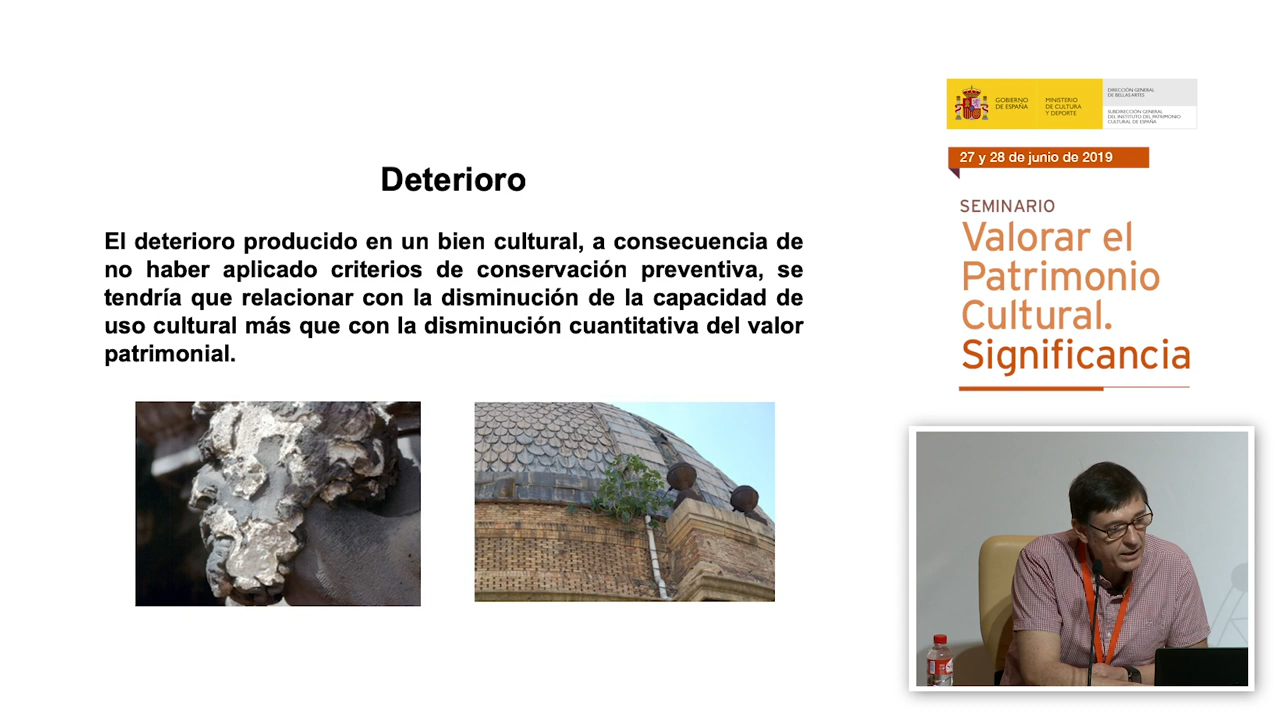 Deterioro
El deterioro producido en un bien cultural, a consecuencia de
no haber aplicado criterios de conservación preventiva, se
tendría que relacionar con la disminución de la capacidad de
uso cultural más que con la disminución cuantitativa del valor
patrimonial.
GOBIERNO
DE ESPAÑA
MINISTERIO
DE CULTURA
Y DEPORTE
DIRECCIÓN GENERAL
DE BELLAS ARTES
SUBDIRECCIÓN GENERAL
DEL INSTITUTO DEL PATRIMONIO
CULTURAL DE ESPAÑA
27 y 28 de junio de 2019
SEMINARIO
Valorar el
Patrimonio
Cultural.
Significancia